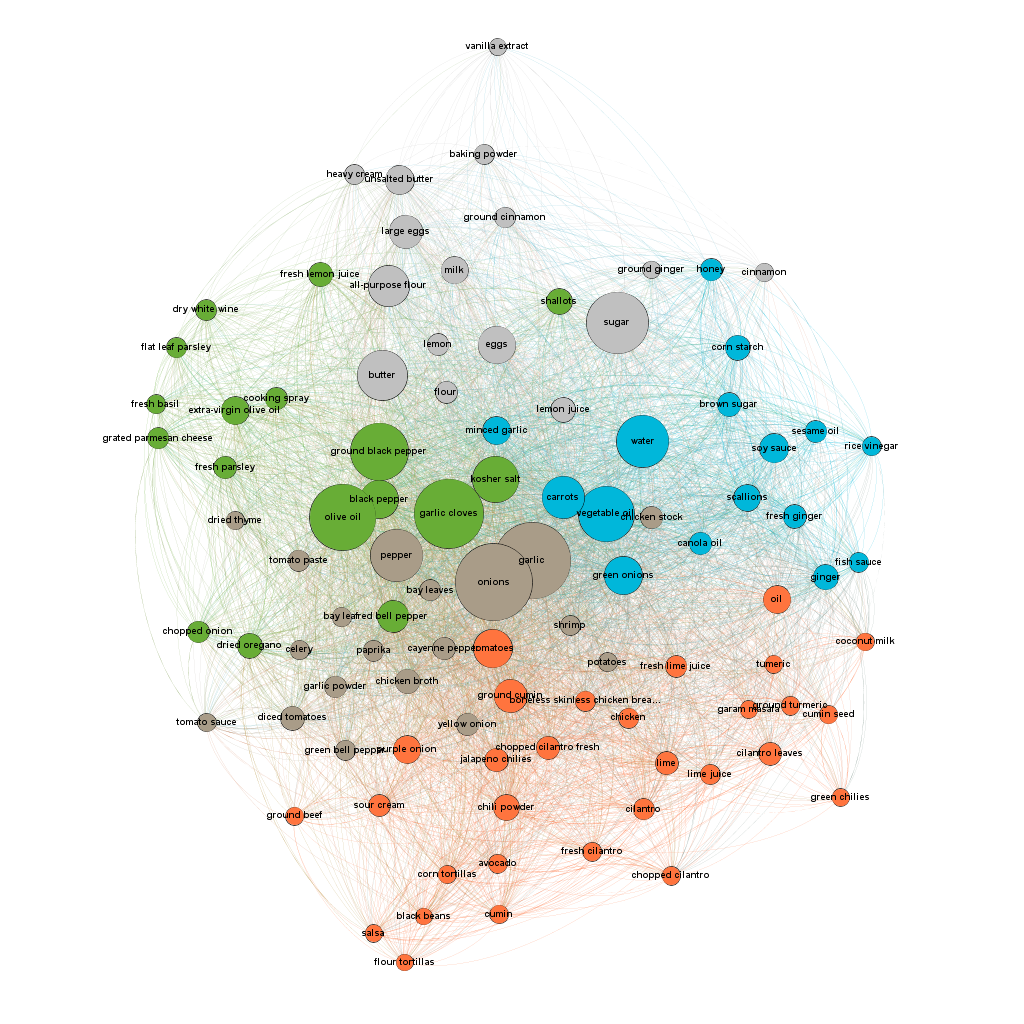 vanilla extract
baking powder
heavy cream
unsalted butter
ground cinnamon
large eggs
fresh lemon juice
milk
ground ginger
honey
cinnamon
all-purpose flour
dry white wine
shallots
sugar
flat leaf parsley
lemon
eggs
corn starch
butter
flour
cooking spray
fresh basil
extra-virgin olive oil
lemon juice
brown sugar
grated parmesan cheese
minced garlic
water
sesame oil
rice vinegar
ground black pepper
soy sauce
fresh parsley
kosher salt
black pepper
carrots
scallions
dried thyme
olive oil
garlic cloves
vegetable oil
chicken stock
fresh ginger
canola oil
tomato paste
pepper
garlic
fish sauce
onions
green onions
ginger
bay leaves
oil
bay leaf
red bell pepper
shrimp
chopped onion
dried oregano
celery
paprika
cayenne pepper
tomatoes
coconut milk
potatoes
fresh lime juice
tumeric
garlic powder
chicken broth
ground cumin
boneless skinless chicken brea...
garam masala
ground turmeric
cumin seed
tomato sauce
diced tomatoes
yellow onion
chicken
green bell pepper
purple onion
jalapeno chilies
chopped cilantro fresh
cilantro leaves
lime
lime juice
green chilies
ground beef
sour cream
chili powder
cilantro
fresh cilantro
avocado
corn tortillas
chopped cilantro
black beans
cumin
salsa
flour tortillas